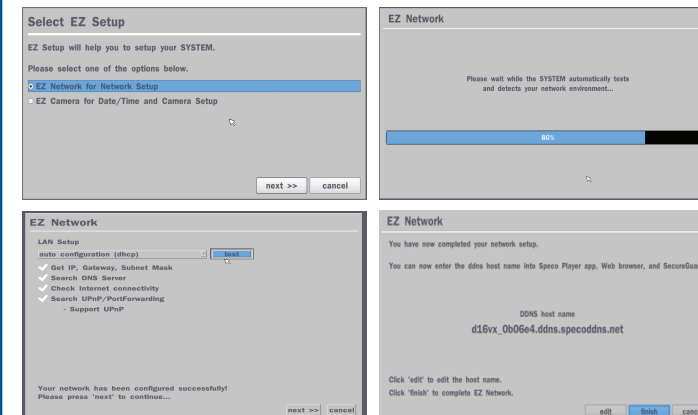 Select EZ Setup
EZ Setup will help you to setup your SYSTEM.
Please select one of the options below.
EZ Network for Network Setup
EZ Camera for Date/Time and Camera Setup
next >> cancel
EZ Network
Please wait while the SYSTEM automatically tests
and detects your network environment...
80%
EZ Network
LAN Setup
auto configuration (dhcp) test
Get IP, Gateway, Subnet Mask
Search DNS Server
Check Internet connectivity
Search UPnP/PortForwarding
- Support UPnP
Your network has been configured successfully!
Please press 'next' to continue...
next >> cancel
EZ Network
You have now completed your network setup.
You can now enter the ddns host name into Speco Player app, Web browser, and SecureGua
DDNS host name
d16vx_0b06e4.ddns.specoddns.net
Click 'edit' to edit the host name.
Click 'finish' to complete EZ Network.
edit finish canc